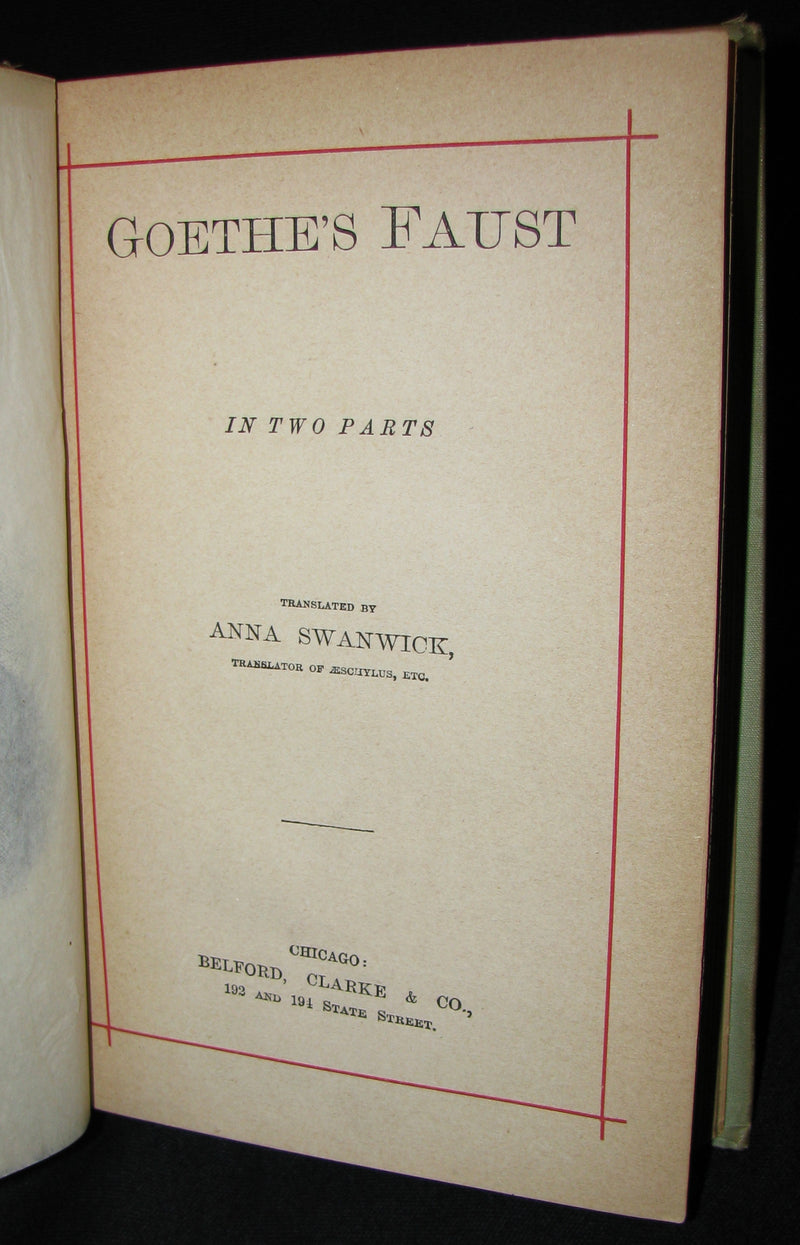 GOETHE'S FAUST
IN TWO PARTS
TRANSLATED BY
ANNA SWANWICK,
TRANSLATOR OF ÆSCHYLUS, ETC.
CHICAGO:
BELFORD, CLARKE & CO.,
192 AND 194 STATE STREET.